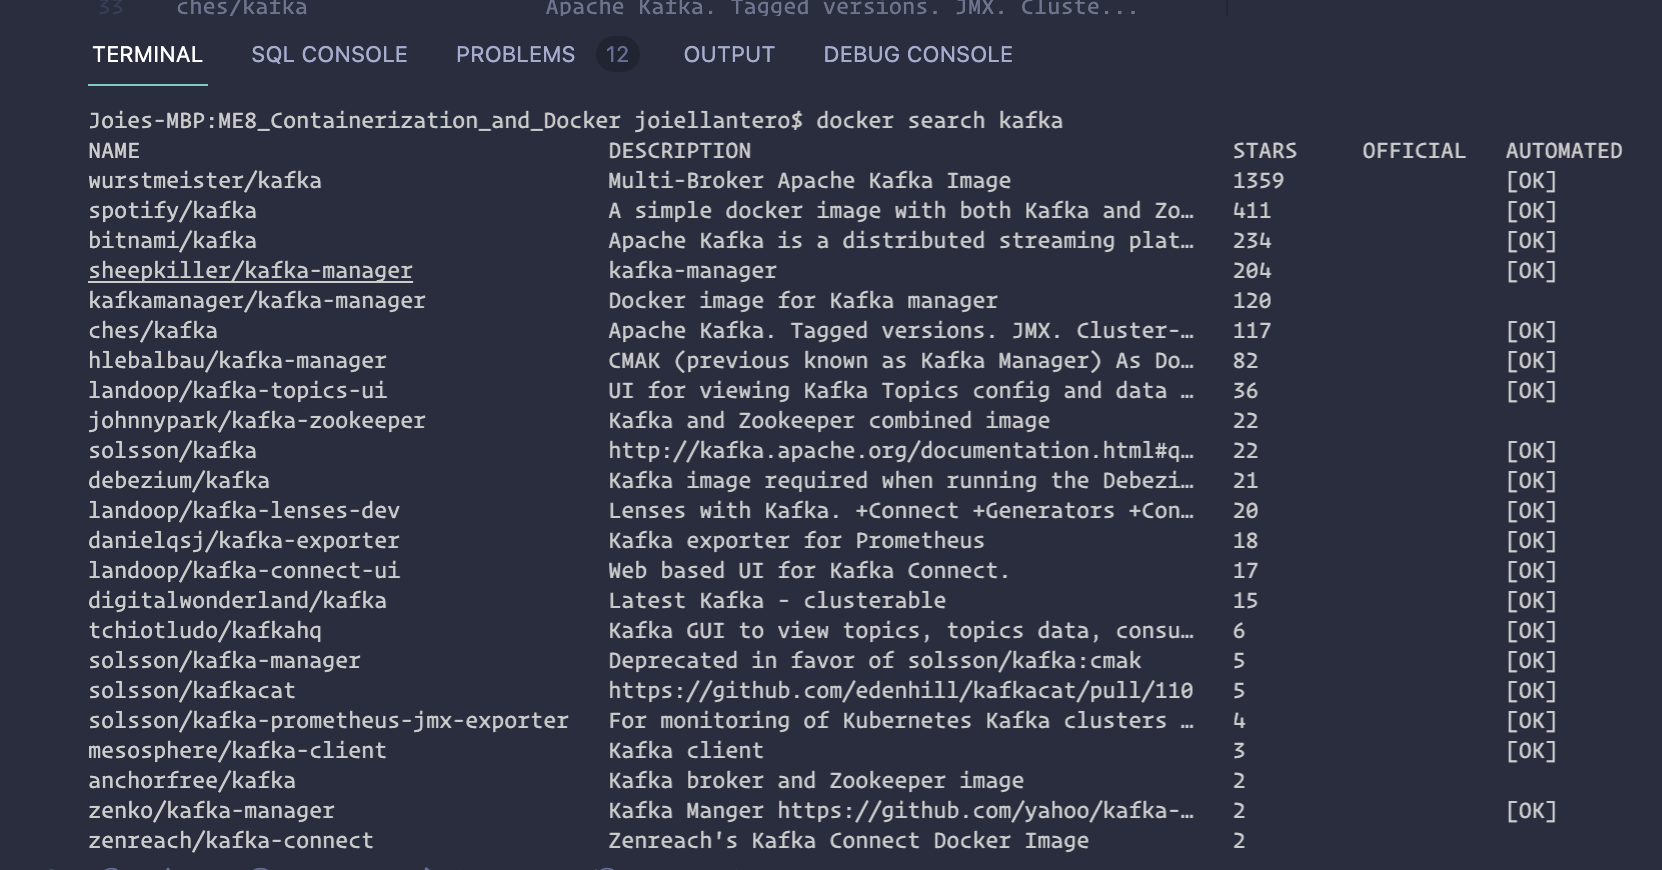 33 ches/kafka Apache Kafka. Tagged versions. JMX. Cluste...
TERMINAL SQL CONSOLE PROBLEMS 12 OUTPUT DEBUG CONSOLE
Joies-MBP:ME8_Containerization_and_Docker joiellantero$ docker search kafka
NAME DESCRIPTION STARS OFFICIAL AUTOMATED
wurstmeister/kafka Multi-Broker Apache Kafka Image 1359 [OK]
spotify/kafka A simple docker image with both Kafka and Zo… 411 [OK]
bitnami/kafka Apache Kafka is a distributed streaming plat… 234 [OK]
sheepkiller/kafka-manager kafka-manager 204 [OK]
kafkamanager/kafka-manager Docker image for Kafka manager 120
ches/kafka Apache Kafka. Tagged versions. JMX. Cluster-… 117 [OK]
hlebalbau/kafka-manager CMAK (previous known as Kafka Manager) As Do… 82 [OK]
landoop/kafka-topics-ui UI for viewing Kafka Topics config and data … 36 [OK]
johnnypark/kafka-zookeeper Kafka and Zookeeper combined image 22
solsson/kafka http://kafka.apache.org/documentation.html#q… 22 [OK]
debezium/kafka Kafka image required when running the Debezi… 21 [OK]
landoop/kafka-lenses-dev Lenses with Kafka. +Connect +Generators +Con… 20 [OK]
danielqsj/kafka-exporter Kafka exporter for Prometheus 18 [OK]
landoop/kafka-connect-ui Web based UI for Kafka Connect. 17 [OK]
digitalwonderland/kafka Latest Kafka - clusterable 15 [OK]
tchiotludo/kafkahq Kafka GUI to view topics, topics data, consu… 6 [OK]
solsson/kafka-manager Deprecated in favor of solsson/kafka:cmak 5 [OK]
solsson/kafkacat https://github.com/edenhill/kafkacat/pull/110 5 [OK]
solsson/kafka-prometheus-jmx-exporter For monitoring of Kubernetes Kafka clusters … 4 [OK]
mesosphere/kafka-client Kafka client 3 [OK]
anchorfree/kafka Kafka broker and Zookeeper image 2
zenko/kafka-manager Kafka Manger https://github.com/yahoo/kafka-… 2 [OK]
zenreach/kafka-connect Zenreach's Kafka Connect Docker Image 2